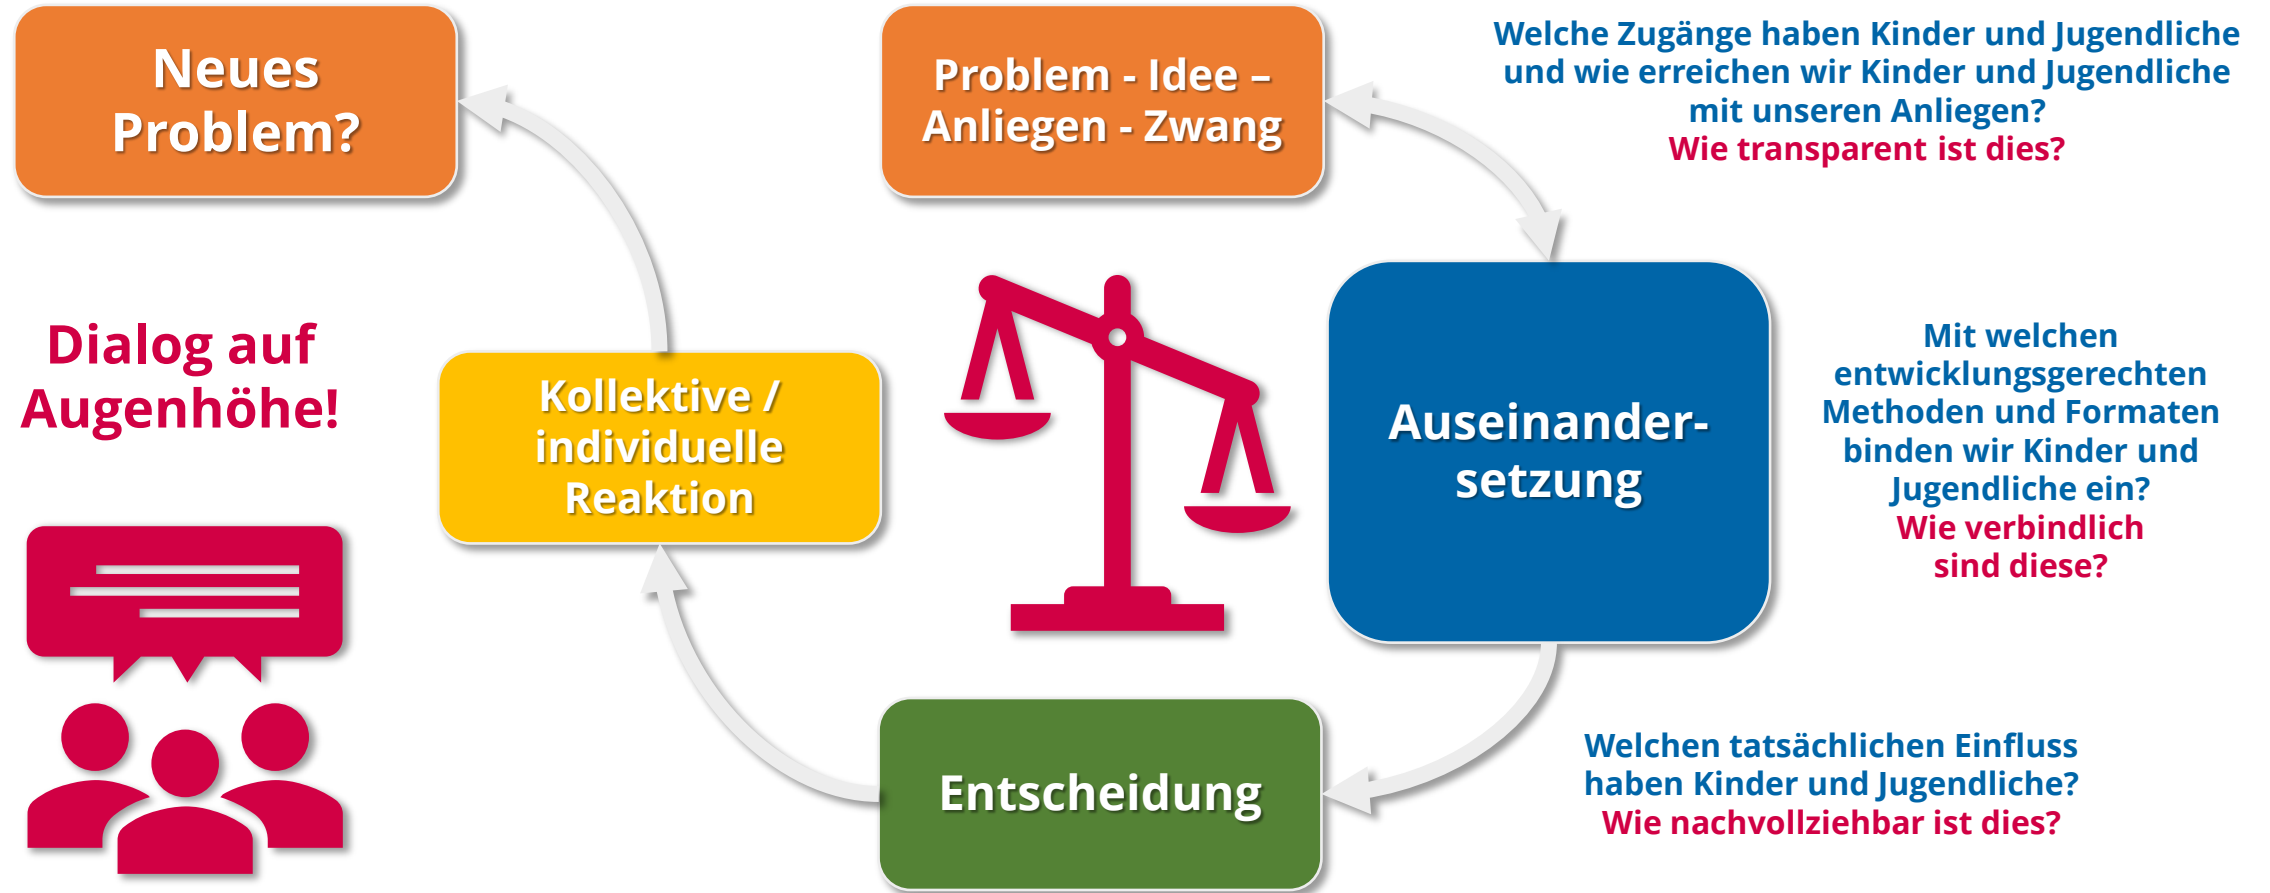 Neues
Problem?
Problem - Idee –
Anliegen - Zwang
Welche Zugänge haben Kinder und Jugendliche
und wie erreichen wir Kinder und Jugendliche
mit unseren Anliegen?
Wie transparent ist dies?
Dialog auf
Augenhöhe!
Kollektive /
individuelle
Reaktion
Auseinander-
setzung
Mit welchen
entwicklungsgerechten
Methoden und Formaten
binden wir Kinder und
Jugendliche ein?
Wie verbindlich
sind diese?
Entscheidung
Welchen tatsächlichen Einfluss
haben Kinder und Jugendliche?
Wie nachvollziehbar ist dies?